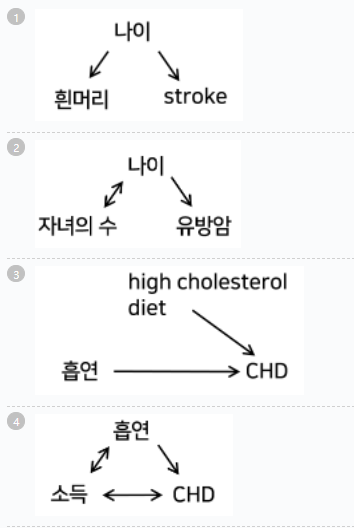 1
나이
흰머리 stroke
2
나이
자녀의 수 유방암
3
high cholesterol
diet
흡연 CHD
4
흡연
소득 CHD